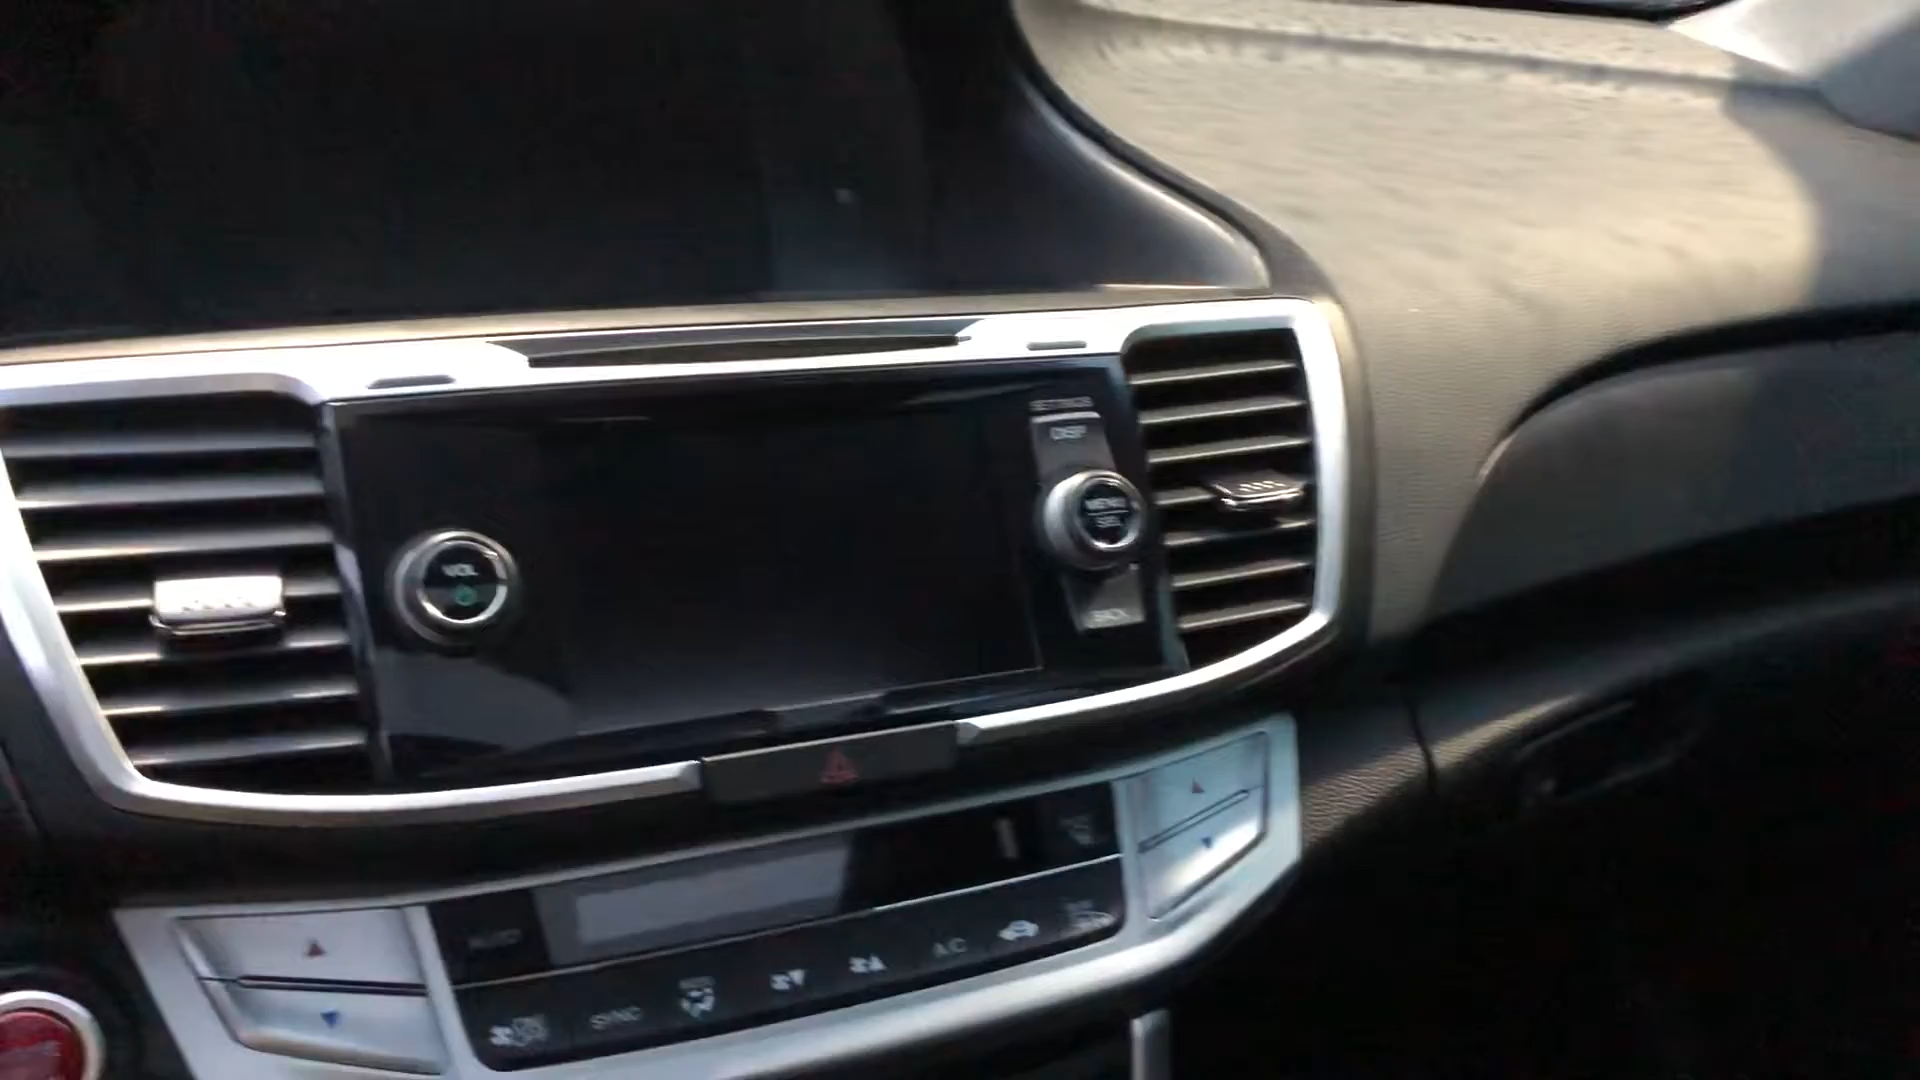 SETTINGS
DISP
MENU
SEL
VOL
BACK
AUTO
A/C
SYNC